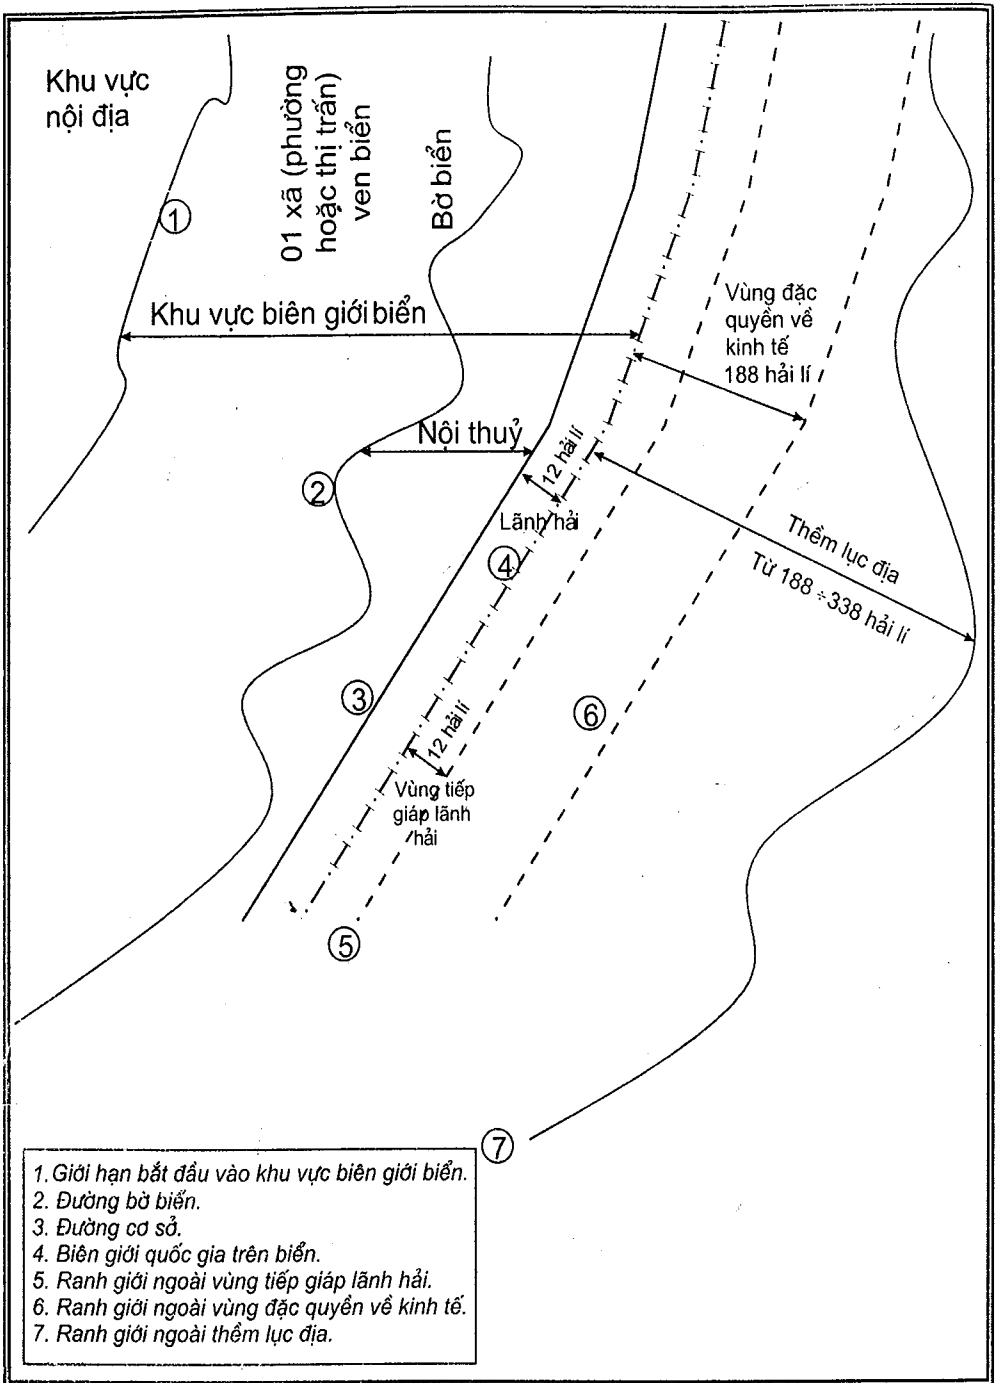 Khu vực
nội địa
01 xã (phường
hoặc thị trấn)
ven biển
Bờ biển
1
Khu vực biên giới biển
Vùng đặc
quyền về
kinh tế
188 hải lí
Nội thuỷ
12 hải lí
Lãnh hải
2
4
Thềm lục địa
Từ 188 ÷ 338 hải lí
3
6
12 hải lí
Vùng tiếp
giáp lãnh
hải
5
7
1. Giới hạn bắt đầu vào khu vực biên giới biển.
2. Đường bờ biển.
3. Đường cơ sở.
4. Biên giới quốc gia trên biển.
5. Ranh giới ngoài vùng tiếp giáp lãnh hải.
6. Ranh giới ngoài vùng đặc quyền về kinh tế.
7. Ranh giới ngoài thềm lục địa.